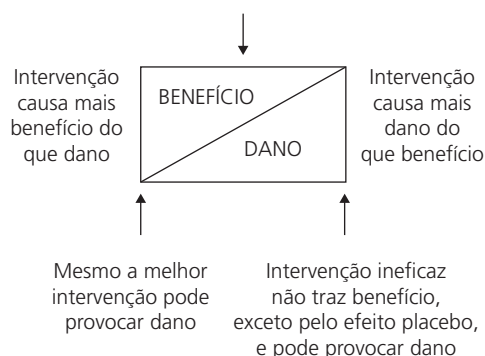 Intervenção
causa mais
benefício do
que dano
BENEFÍCIO
DANO
Intervenção
causa mais
dano do
que benefício
Mesmo a melhor
intervenção pode
provocar dano
Intervenção ineficaz
não traz benefício,
exceto pelo efeito placebo,
e pode provocar dano